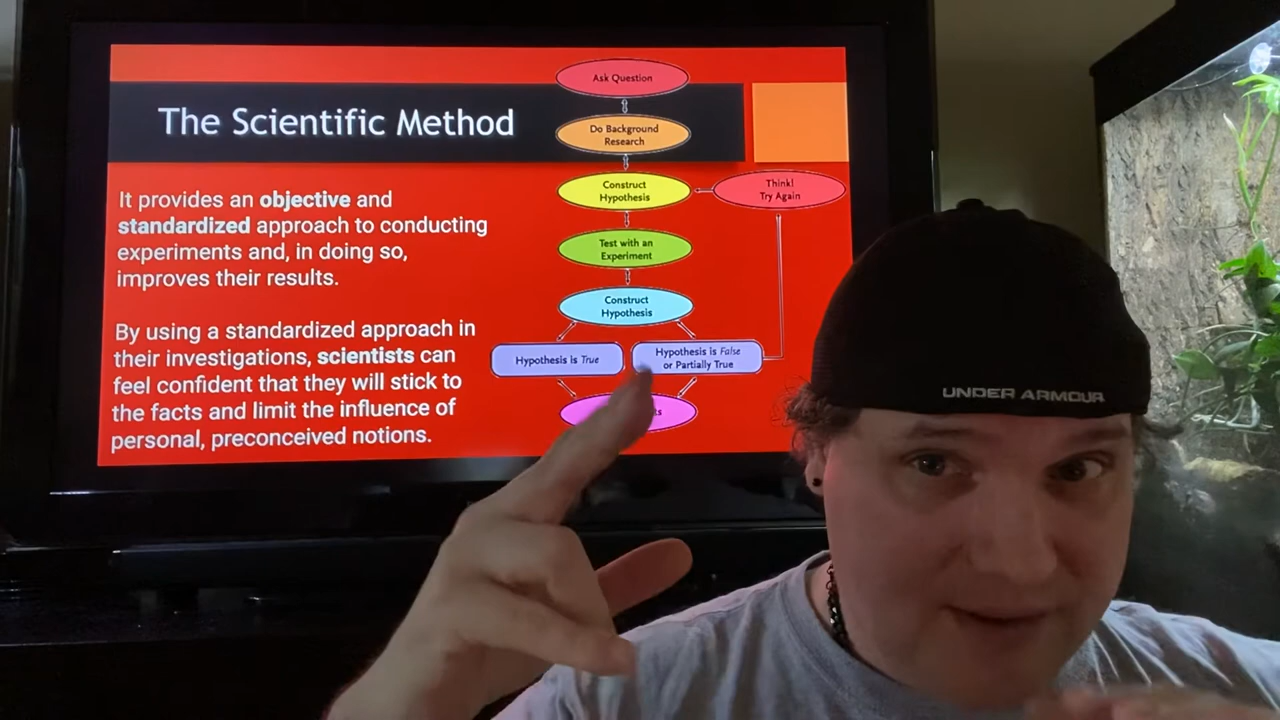 The Scientific Method
It provides an objective and
standardized approach to conducting
experiments and, in doing so,
improves their results.
By using a standardized approach in
their investigations, scientists can
feel confident that they will stick to
the facts and limit the influence of
personal, preconceived notions.
Ask Question
Do Background
Research
Construct
Hypothesis
Think!
Try Again
Test with an
Experiment
Construct
Hypothesis
Hypothesis is True
Hypothesis is False
or Partially True
UNDER ARMOUR